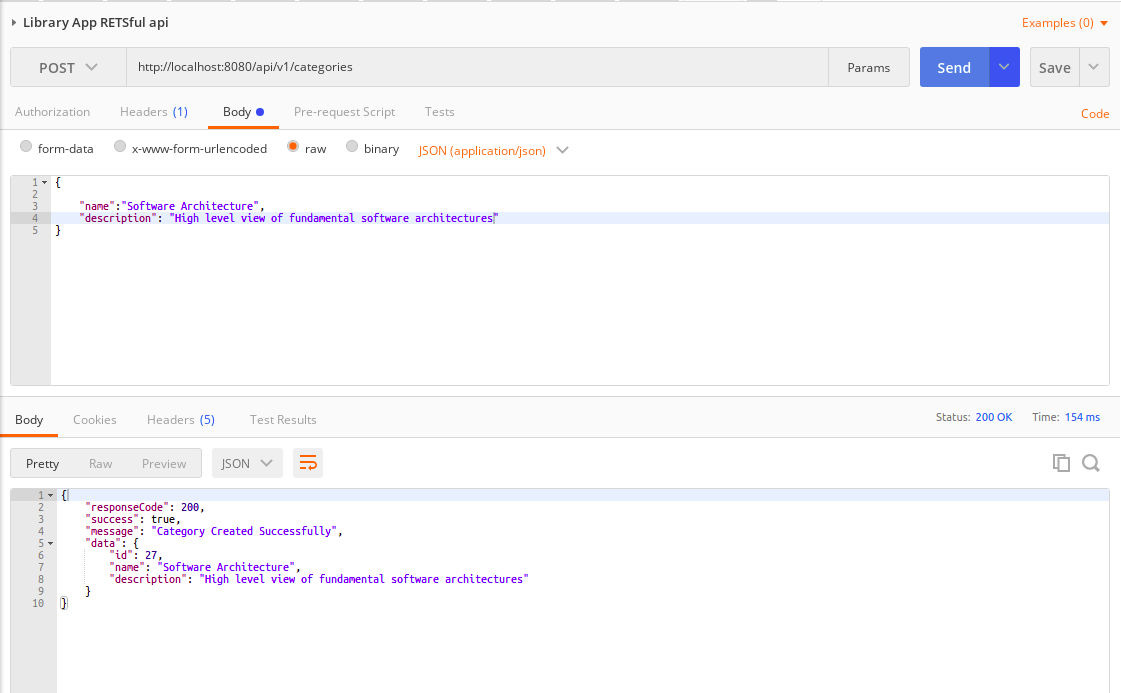 Library App RETSful api
Examples (0)
POST
http://localhost:8080/api/v1/categories
Params
Send
Save
Authorization Headers (1) Body Pre-request Script Tests
Code
form-data x-www-form-urlencoded raw binary JSON (application/json)
1 {
2
3 "name":"Software Architecture",
4 "description": "High level view of fundamental software architectures"
5 }
Body Cookies Headers (5) Test Results
Status: 200 OK Time: 154 ms
Pretty Raw Preview JSON
1 {
2 "responseCode": 200,
3 "success": true,
4 "message": "Category Created Successfully",
5 "data": {
6 "id": 27,
7 "name": "Software Architecture",
8 "description": "High level view of fundamental software architectures"
9 }
10 }